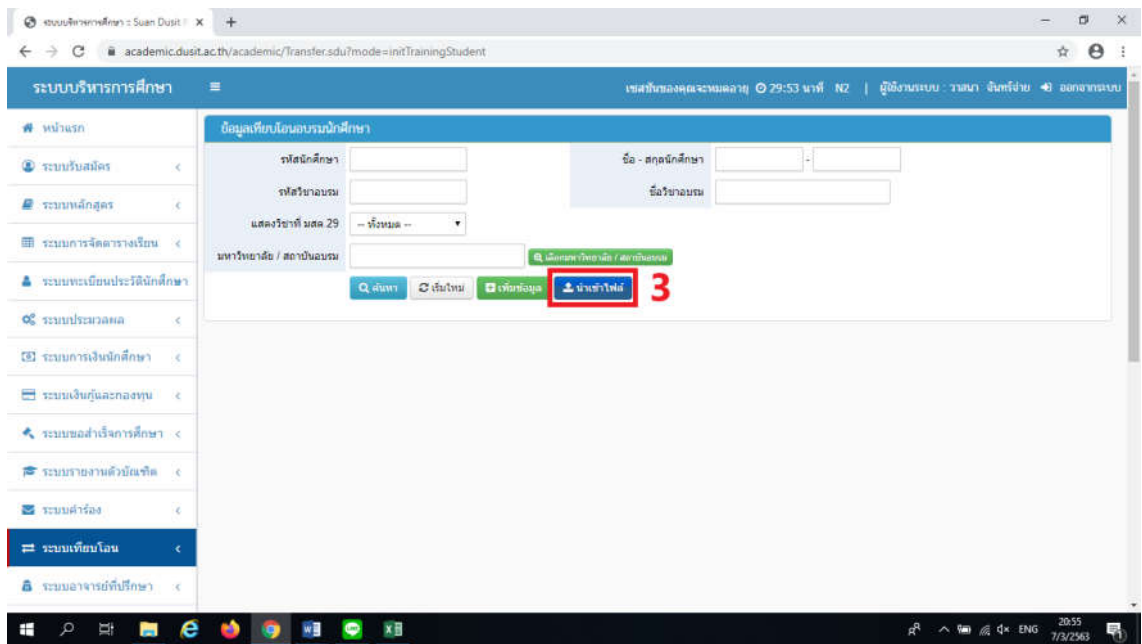 ระบบบริหารการศึกษา :: Suan Dusit
academic.dusit.ac.th/academic/Transfer.sdu?mode=initTrainingStudent
ระบบบริหารการศึกษา
เซสชันของคุณจะหมดอายุ 29:53 นาที N2 | ผู้ใช้งานระบบ : วาสนา จันทร์จ่าย ออกจากระบบ
หน้าแรก
ระบบรับสมัคร
ระบบหลักสูตร
ระบบการจัดตารางเรียน
ระบบทะเบียนประวัตินักศึกษา
ระบบประมวลผล
ระบบการเงินนักศึกษา
ระบบเงินกู้และกองทุน
ระบบขอสำเร็จการศึกษา
ระบบรายงานตัวบัณฑิต
ระบบคำร้อง
ระบบเทียบโอน
ระบบอาจารย์ที่ปรึกษา
ข้อมูลเทียบโอนอบรมนักศึกษา
รหัสนักศึกษา
ชื่อ - สกุลนักศึกษา -
รหัสวิชาอบรม
ชื่อวิชาอบรม
แสดงวิชาที่ มสด 29 -- ทั้งหมด --
มหาวิทยาลัย / สถาบันอบรม เลือกมหาวิทยาลัย / สถาบันอบรม
ค้นหา เริ่มใหม่ เพิ่มข้อมูล นำเข้าไฟล์ 3
ENG
20:55
7/3/2563